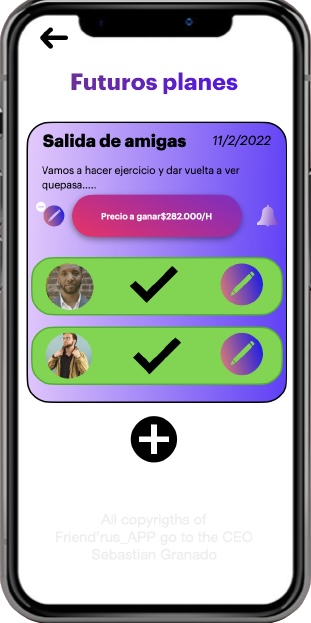 Futuros planes
Salida de amigas 11/2/2022
Vamos a hacer ejercicio y dar vuelta a ver
quepasa.....
Precio a ganar$282.000/H
All copyrigths of
Friend'rus_APP go to the CEO
Sebastian Granado